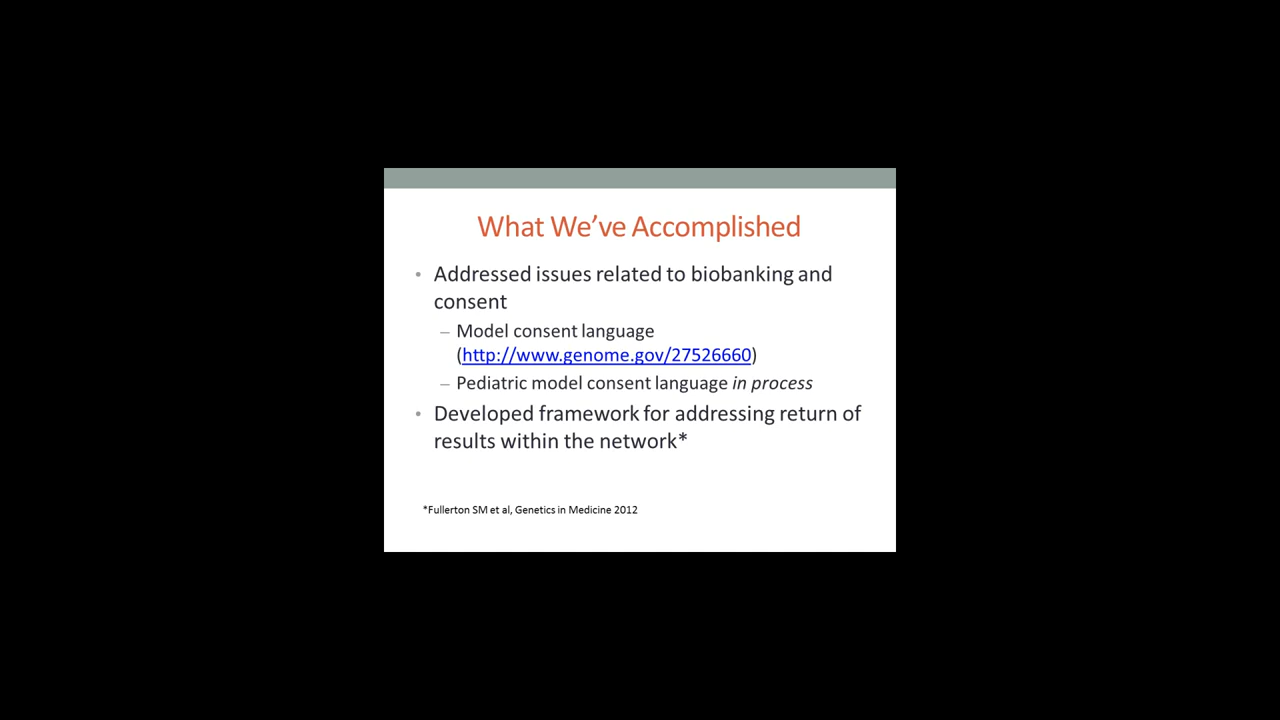 What We’ve Accomplished
• Addressed issues related to biobanking and
consent
– Model consent language
(http://www.genome.gov/27526660)
– Pediatric model consent language in process
• Developed framework for addressing return of
results within the network*
*Fullerton SM et al, Genetics in Medicine 2012